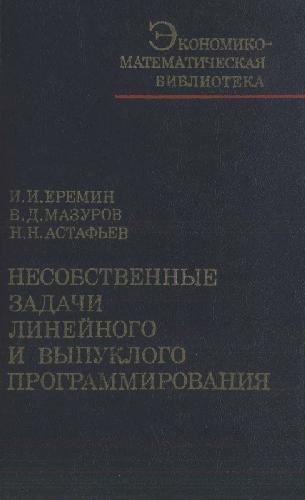 ЭКОНОМИКО-
МАТЕМАТИЧЕСКАЯ
БИБЛИОТЕКА
И.И.ЕРЕМИН
В.Д.МАЗУРОВ
Н.Н.АСТАФЬЕВ
НЕСОБСТВЕННЫЕ
ЗАДАЧИ
ЛИНЕЙНОГО
И ВЫПУКЛОГО
ПРОГРАММИРОВАНИЯ